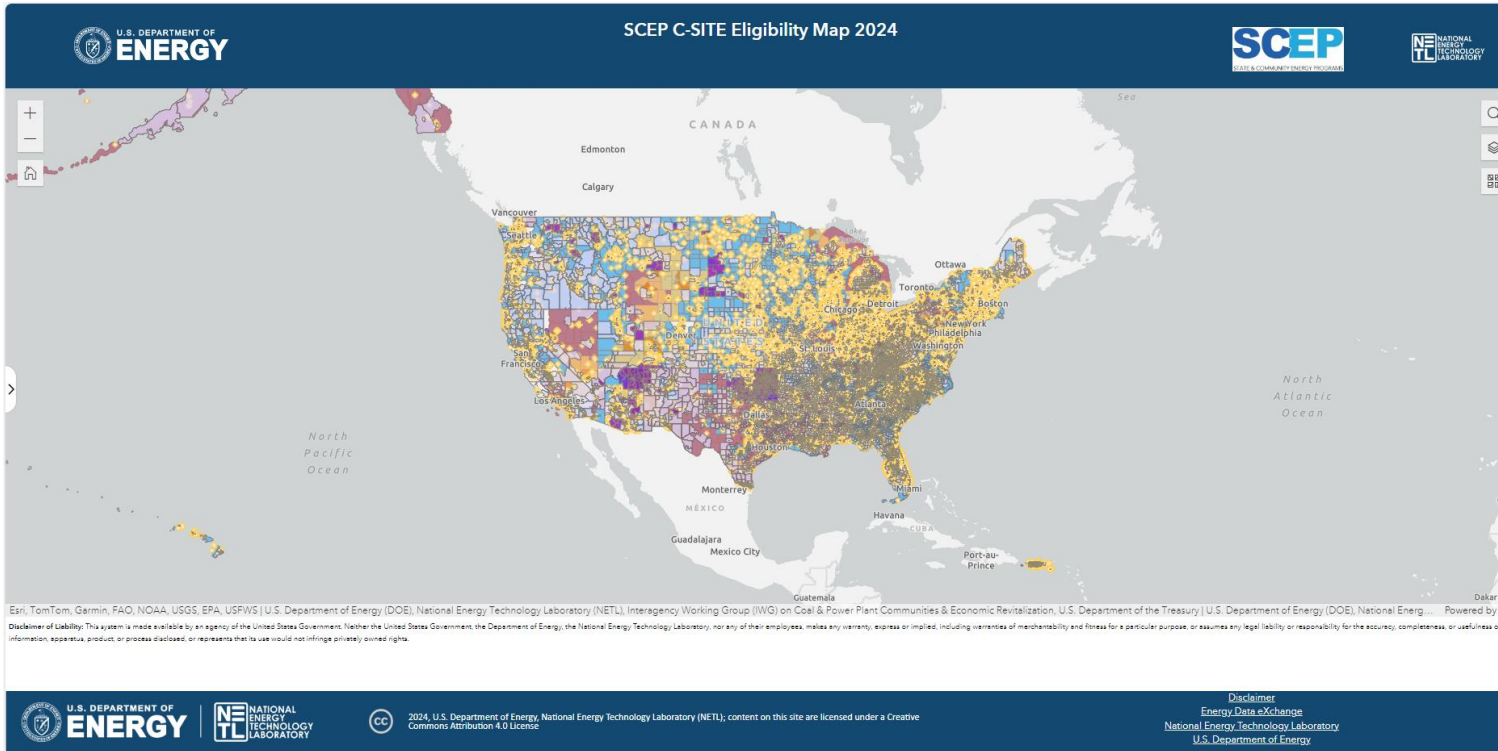 U.S. DEPARTMENT OF
ENERGY
SCEP C-SITE Eligibility Map 2024
SCEP
STATE & COMMUNITY ENERGY PROGRAMS
NE
TL
NATIONAL
ENERGY
TECHNOLOGY
LABORATORY
Sea
CANADA
Edmonton
Calgary
Vancouver
Seattle
Lake
Ottawa
Toronto
Boston
Detroit
Chicago
New York
Philadelphia
UNITED
STATES
Denver
St. Louis
Washington
San
Francisco
Los Angeles
Atlanta
Dallas
Houston
North
Atlantic
Ocean
North
Pacific
Ocean
Monterrey
Miami
MÉXICO
Havana
CUBA
Guadalajara
Mexico City
Port-au-
Prince
Guatemala
Dakar
Esri, TomTom, Garmin, FAO, NOAA, USGS, EPA, USFWS | U.S. Department of Energy (DOE), National Energy Technology Laboratory (NETL), Interagency Working Group (IWG) on Coal & Power Plant Communities & Economic Revitalization, U.S. Department of the Treasury | U.S. Department of Energy (DOE), National Energ... Powered by
Disclaimer of Liability: This system is made available by an agency of the United States Government. Neither the United States Government, the Department of Energy, the National Energy Technology Laboratory, nor any of their employees, makes any warranty, express or implied, including warranties of merchantability and fitness for a particular purpose, or assumes any legal liability or responsibility for the accuracy, completeness, or usefulness o
information, apparatus, product, or process disclosed, or represents that its use would not infringe privately owned rights.
U.S. DEPARTMENT OF
ENERGY
NE
TL
NATIONAL
ENERGY
TECHNOLOGY
LABORATORY
cc
2024, U.S. Department of Energy, National Energy Technology Laboratory (NETL); content on this site are licensed under a Creative
Commons Attribution 4.0 License
Disclaimer
Energy Data eXchange
National Energy Technology Laboratory
U.S. Department of Energy